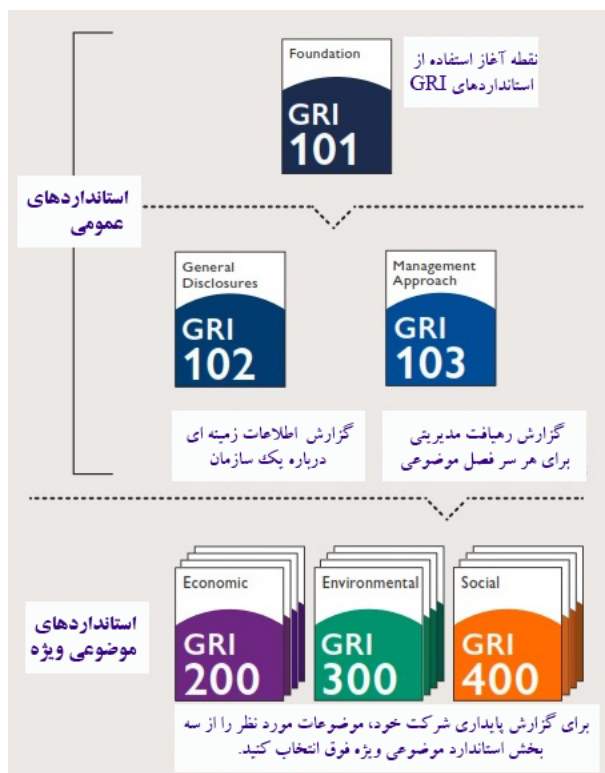 Foundation
GRI
101
نقطه آغاز استفاده از
استانداردهای GRI
استانداردهای
عمومی
General
Disclosures
GRI
102
Management
Approach
GRI
103
گزارش اطلاعات زمینه ای
درباره یک سازمان
گزارش رهیافت مدیریتی
برای هر سر فصل موضوعی
استانداردهای
موضوعی ویژه
Economic
GRI
200
Environmental
GRI
300
Social
GRI
400
برای گزارش پایداری شرکت خود، موضوعات مورد نظر را از سه
بخش استاندارد موضوعی ویژه فوق انتخاب کنید.